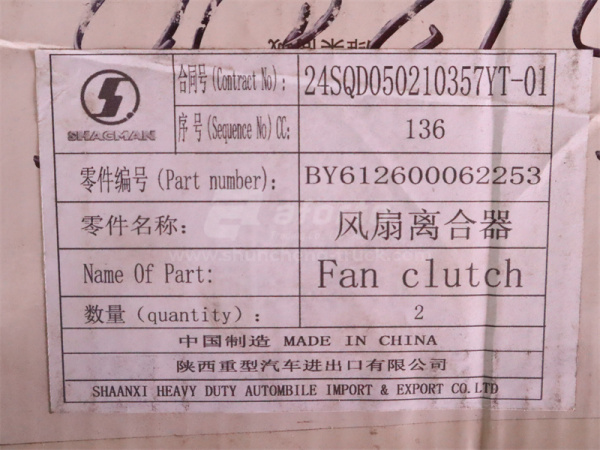 SHACMAN
合同号(Contract No): 24SQD050210357YT-01
序号(Sequence No)CC: 136
零件编号(Part number): BY612600062253
零件名称: 风扇离合器
Name Of Part: Fan clutch
数量(quantity): 2
中国制造 MADE IN CHINA
陕西重型汽车进出口有限公司
SHAANXI HEAVY DUTY AUTOMBILE IMPORT & EXPORT CO.LTD